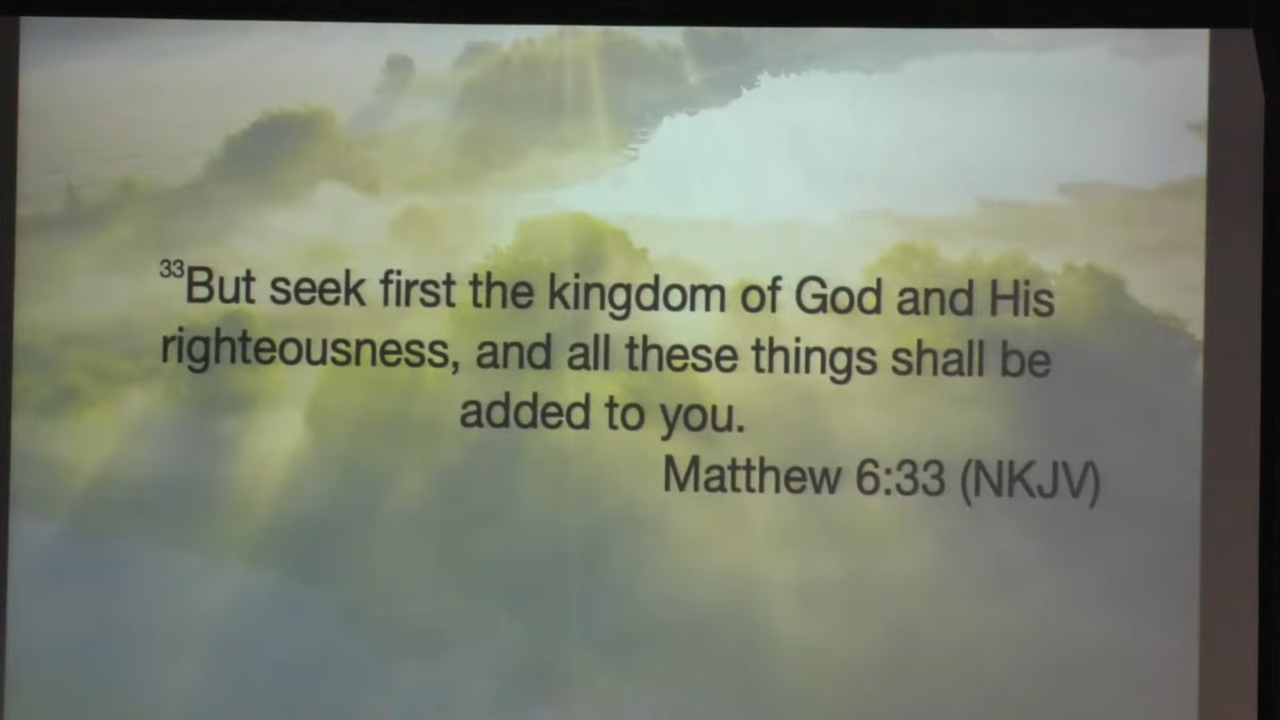 33But seek first the kingdom of God and His
righteousness, and all these things shall be
added to you.
Matthew 6:33 (NKJV)